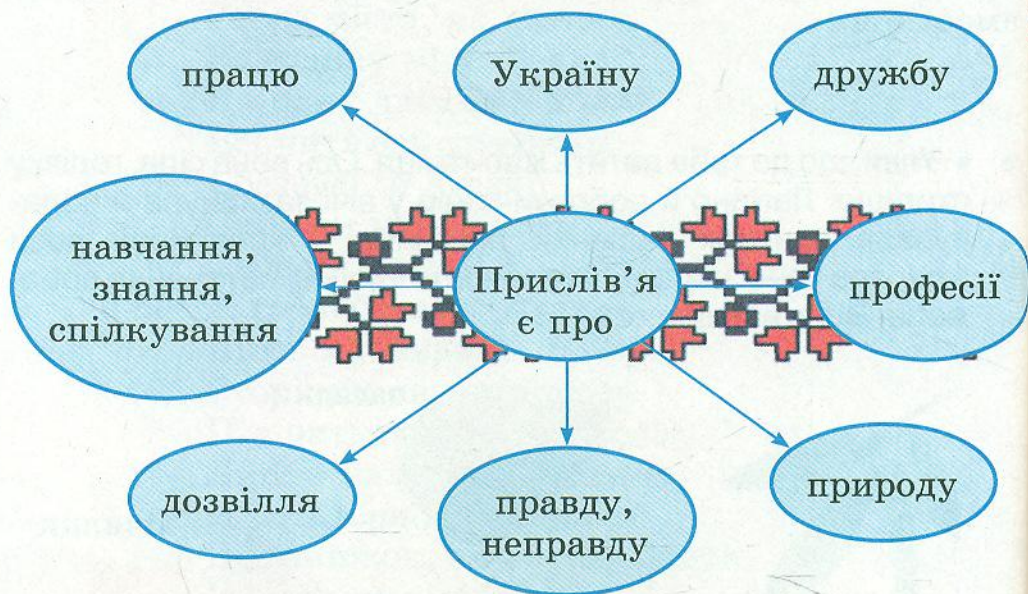 працю
Україну
дружбу
навчання,
знання,
спілкування
Прислів’я
є про
професії
дозвілля
правду,
неправду
природу